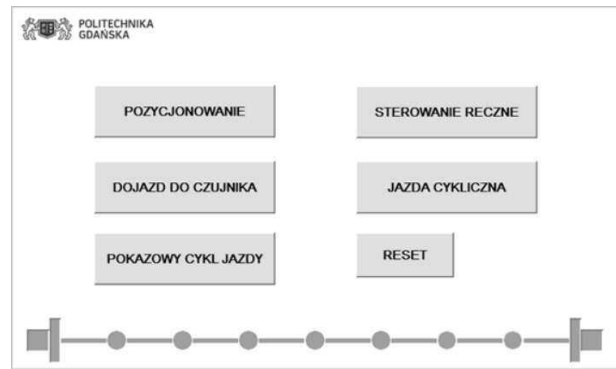 POLITECHNIKA
GDAŃSKA
POZYCJONOWANIE
STEROWANIE RECZNE
DOJAZD DO CZUJNIKA
JAZDA CYKLICZNA
POKAZOWY CYKL JAZDY
RESET